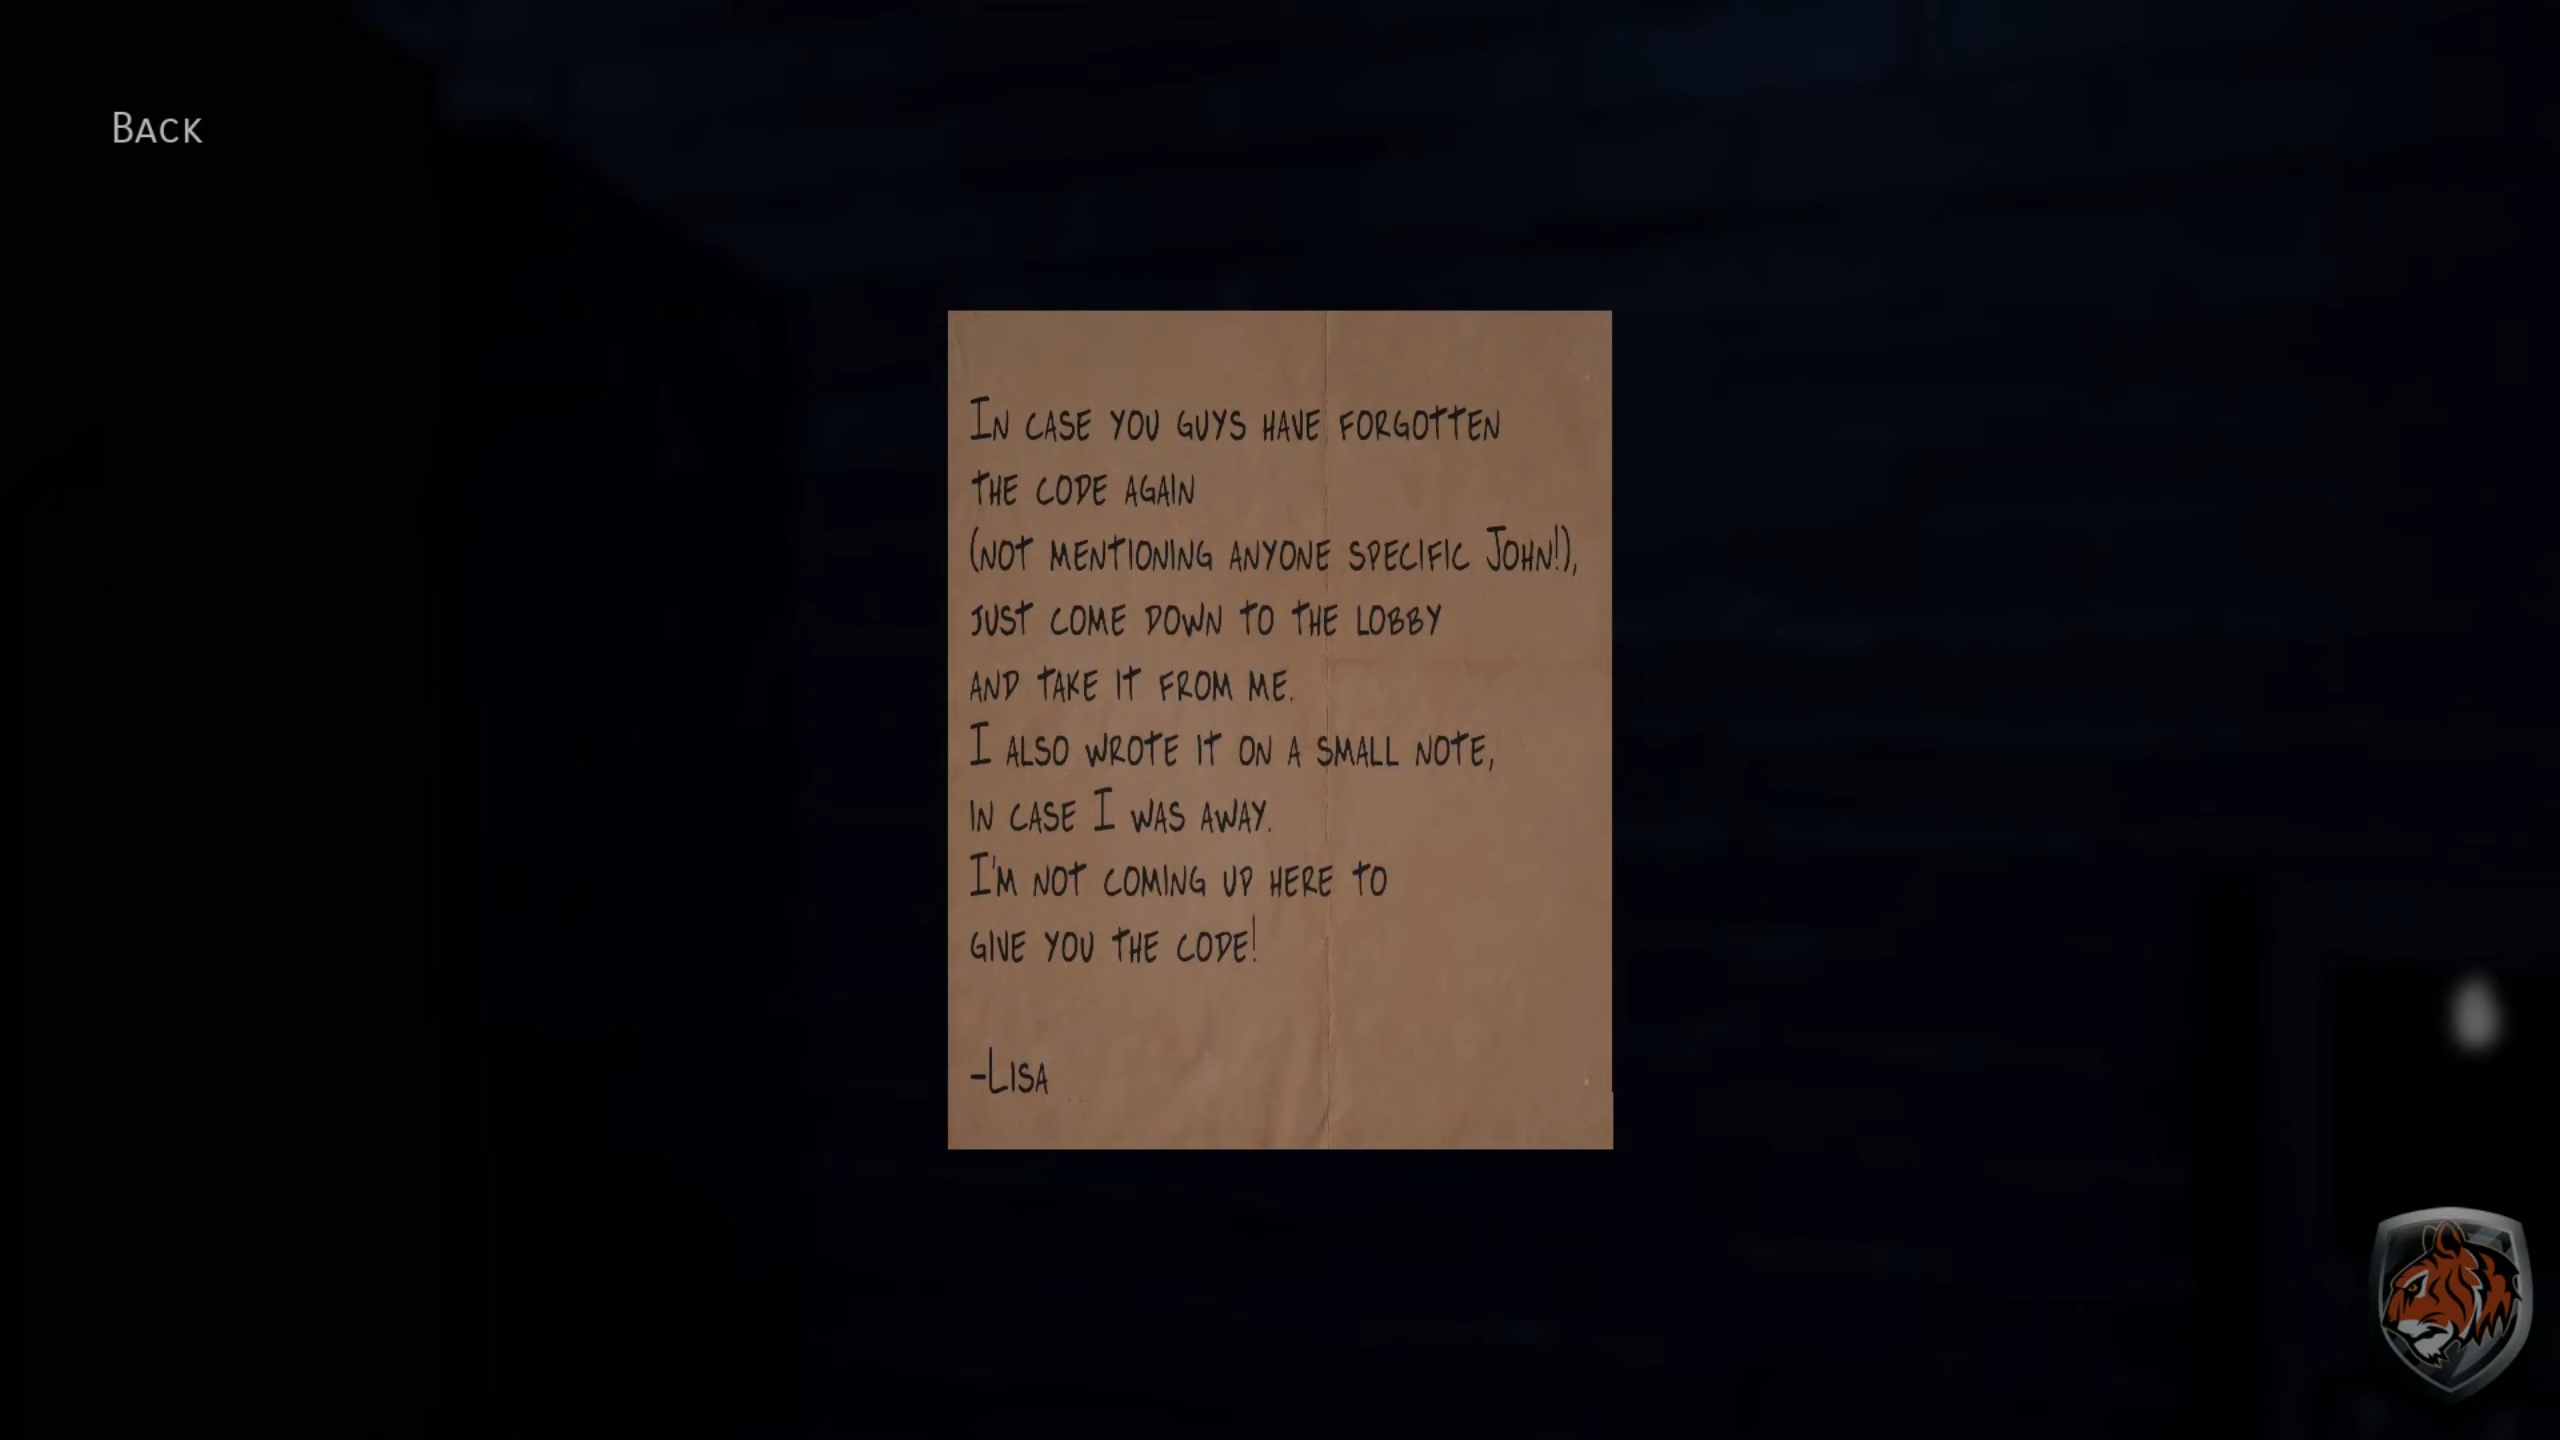 Back
In case you guys have forgotten
the code again
(not mentioning anyone specific John!),
just come down to the lobby
and take it from me.
I also wrote it on a small note,
in case I was away.
I'm not coming up here to
give you the code!
-Lisa